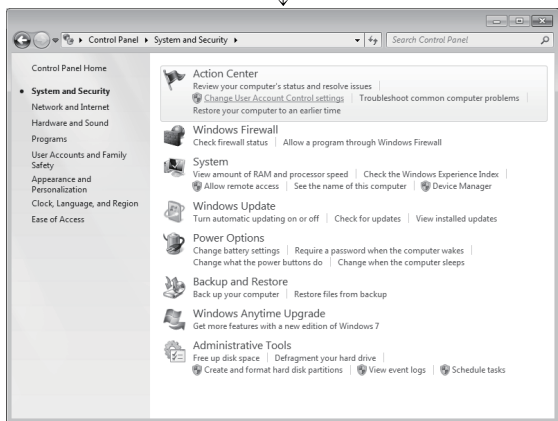 Control Panel ▸ System and Security ▸
Search Control Panel
Control Panel Home
System and Security
Network and Internet
Hardware and Sound
Programs
User Accounts and Family
Safety
Appearance and
Personalization
Clock, Language, and Region
Ease of Access
Action Center
Review your computer's status and resolve issues
Change User Account Control settings | Troubleshoot common computer problems
Restore your computer to an earlier time
Windows Firewall
Check firewall status | Allow a program through Windows Firewall
System
View amount of RAM and processor speed | Check the Windows Experience Index
Allow remote access | See the name of this computer | Device Manager
Windows Update
Turn automatic updating on or off | Check for updates | View installed updates
Power Options
Change battery settings | Require a password when the computer wakes
Change what the power buttons do | Change when the computer sleeps
Backup and Restore
Back up your computer | Restore files from backup
Windows Anytime Upgrade
Get more features with a new edition of Windows 7
Administrative Tools
Free up disk space | Defragment your hard drive
Create and format hard disk partitions | View event logs | Schedule tasks